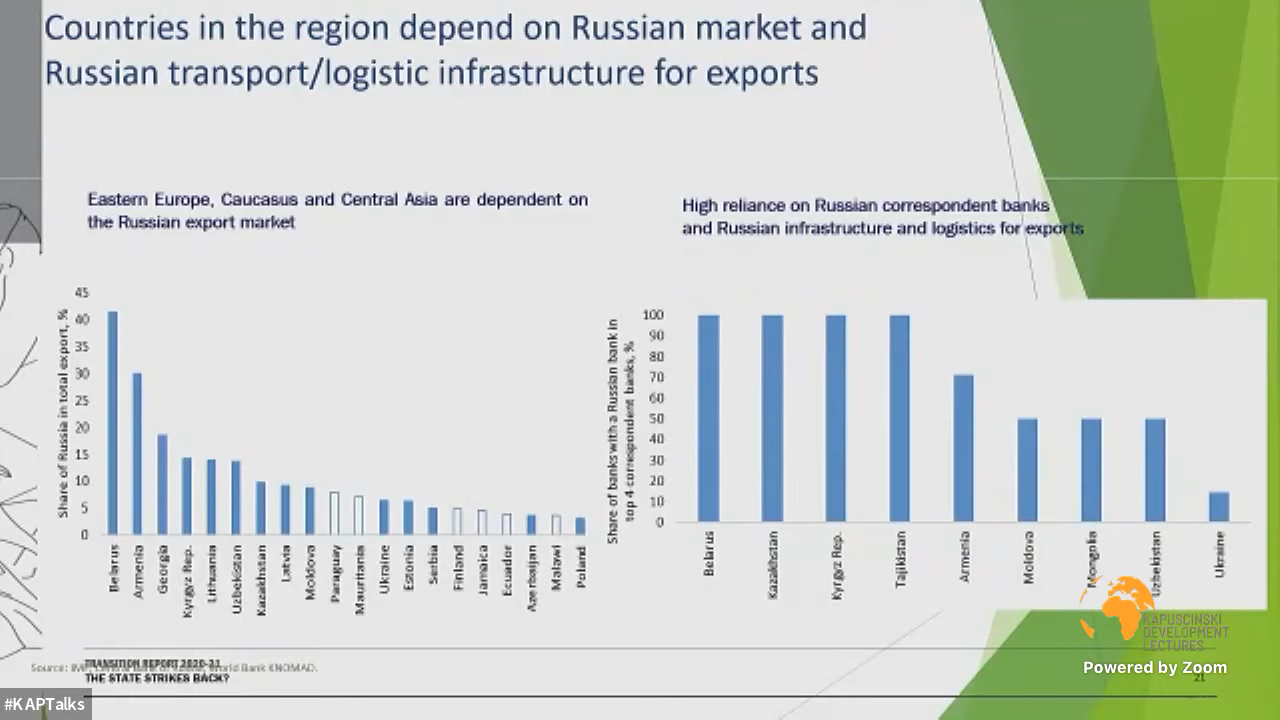 Countries in the region depend on Russian market and
Russian transport/logistic infrastructure for exports
Eastern Europe, Caucasus and Central Asia are dependent on
the Russian export market
High reliance on Russian correspondent banks
and Russian infrastructure and logistics for exports
Share of Russia in total export, %
45
40
35
30
25
20
15
10
5
0
Belarus
Armenia
Georgia
Kyrgyz Rep.
Lithuania
Uzbekistan
Kazakhstan
Latvia
Moldova
Paraguay
Mauritania
Ukraine
Estonia
Serbia
Finland
Jamaica
Ecuador
Azerbaijan
Malawi
Poland
Share of banks with a Russian bank in
top 4 correspondent banks, %
100
90
80
70
60
50
40
30
20
10
0
Belarus
Kazakhstan
Kyrgyz Rep.
Tajikistan
Armenia
Moldova
Mongolia
Uzbekistan
Ukraine
KAPUSCINSKI
DEVELOPMENT
LECTURES
Powered by Zoom
TRANSITION REPORT 2020-21
Source: IMF, World Bank KNOMAD.
THE STATE STRIKES BACK?
21
#KAPTalks